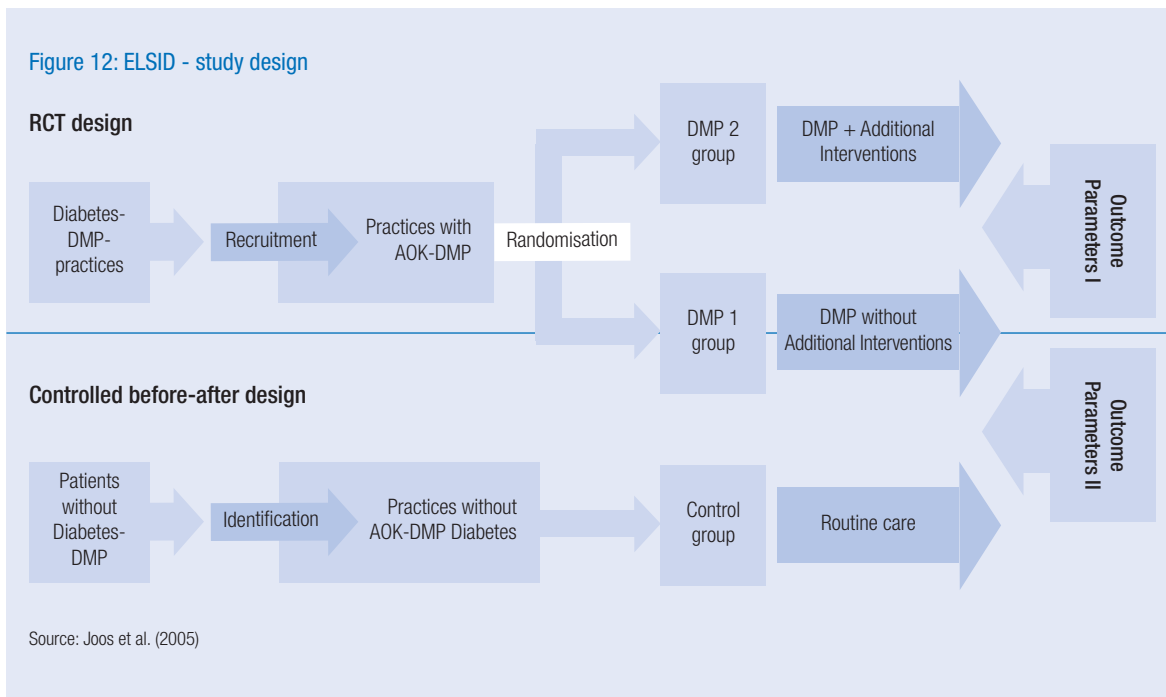 Figure 12: ELSID - study design
RCT design
Diabetes-
DMP-
practices
Recruitment
Practices with
AOK-DMP
Randomisation
DMP 2
group
DMP + Additional
Interventions
DMP 1
group
DMP without
Additional Interventions
Outcome
Parameters I
Controlled before-after design
Patients
without
Diabetes-
DMP
Identification
Practices without
AOK-DMP Diabetes
Control
group
Routine care
Outcome
Parameters II
Source: Joos et al. (2005)